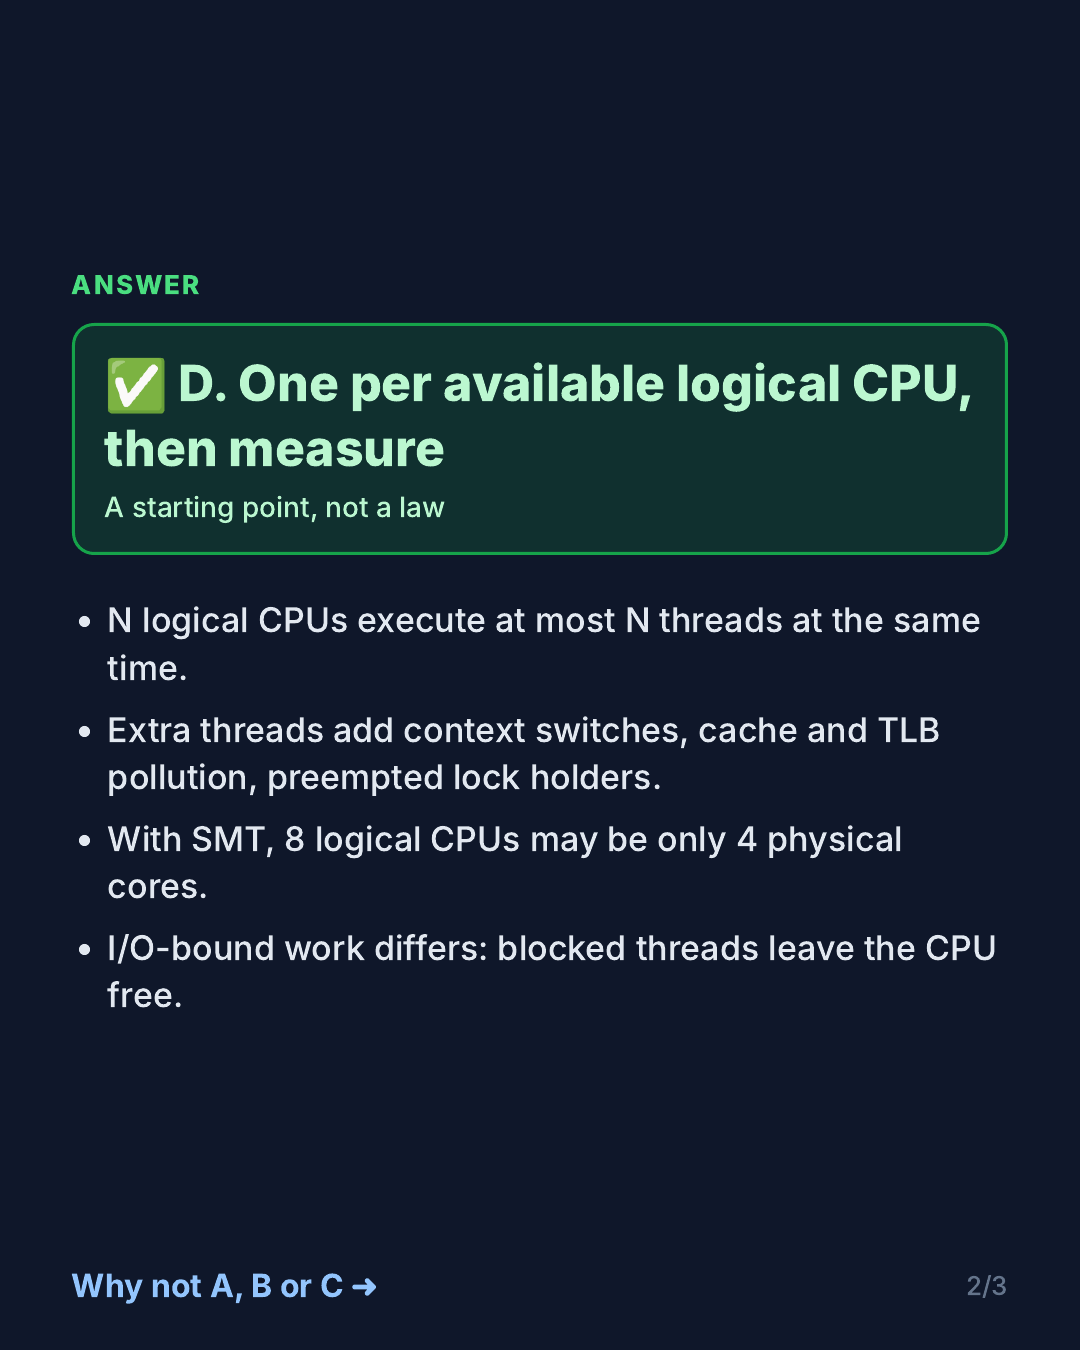 ANSWER
✅ D. One per available logical CPU,
then measure
A starting point, not a law
• N logical CPUs execute at most N threads at the same
time.
• Extra threads add context switches, cache and TLB
pollution, preempted lock holders.
• With SMT, 8 logical CPUs may be only 4 physical
cores.
• I/O-bound work differs: blocked threads leave the CPU
free.
Why not A, B or C ➜
2/3